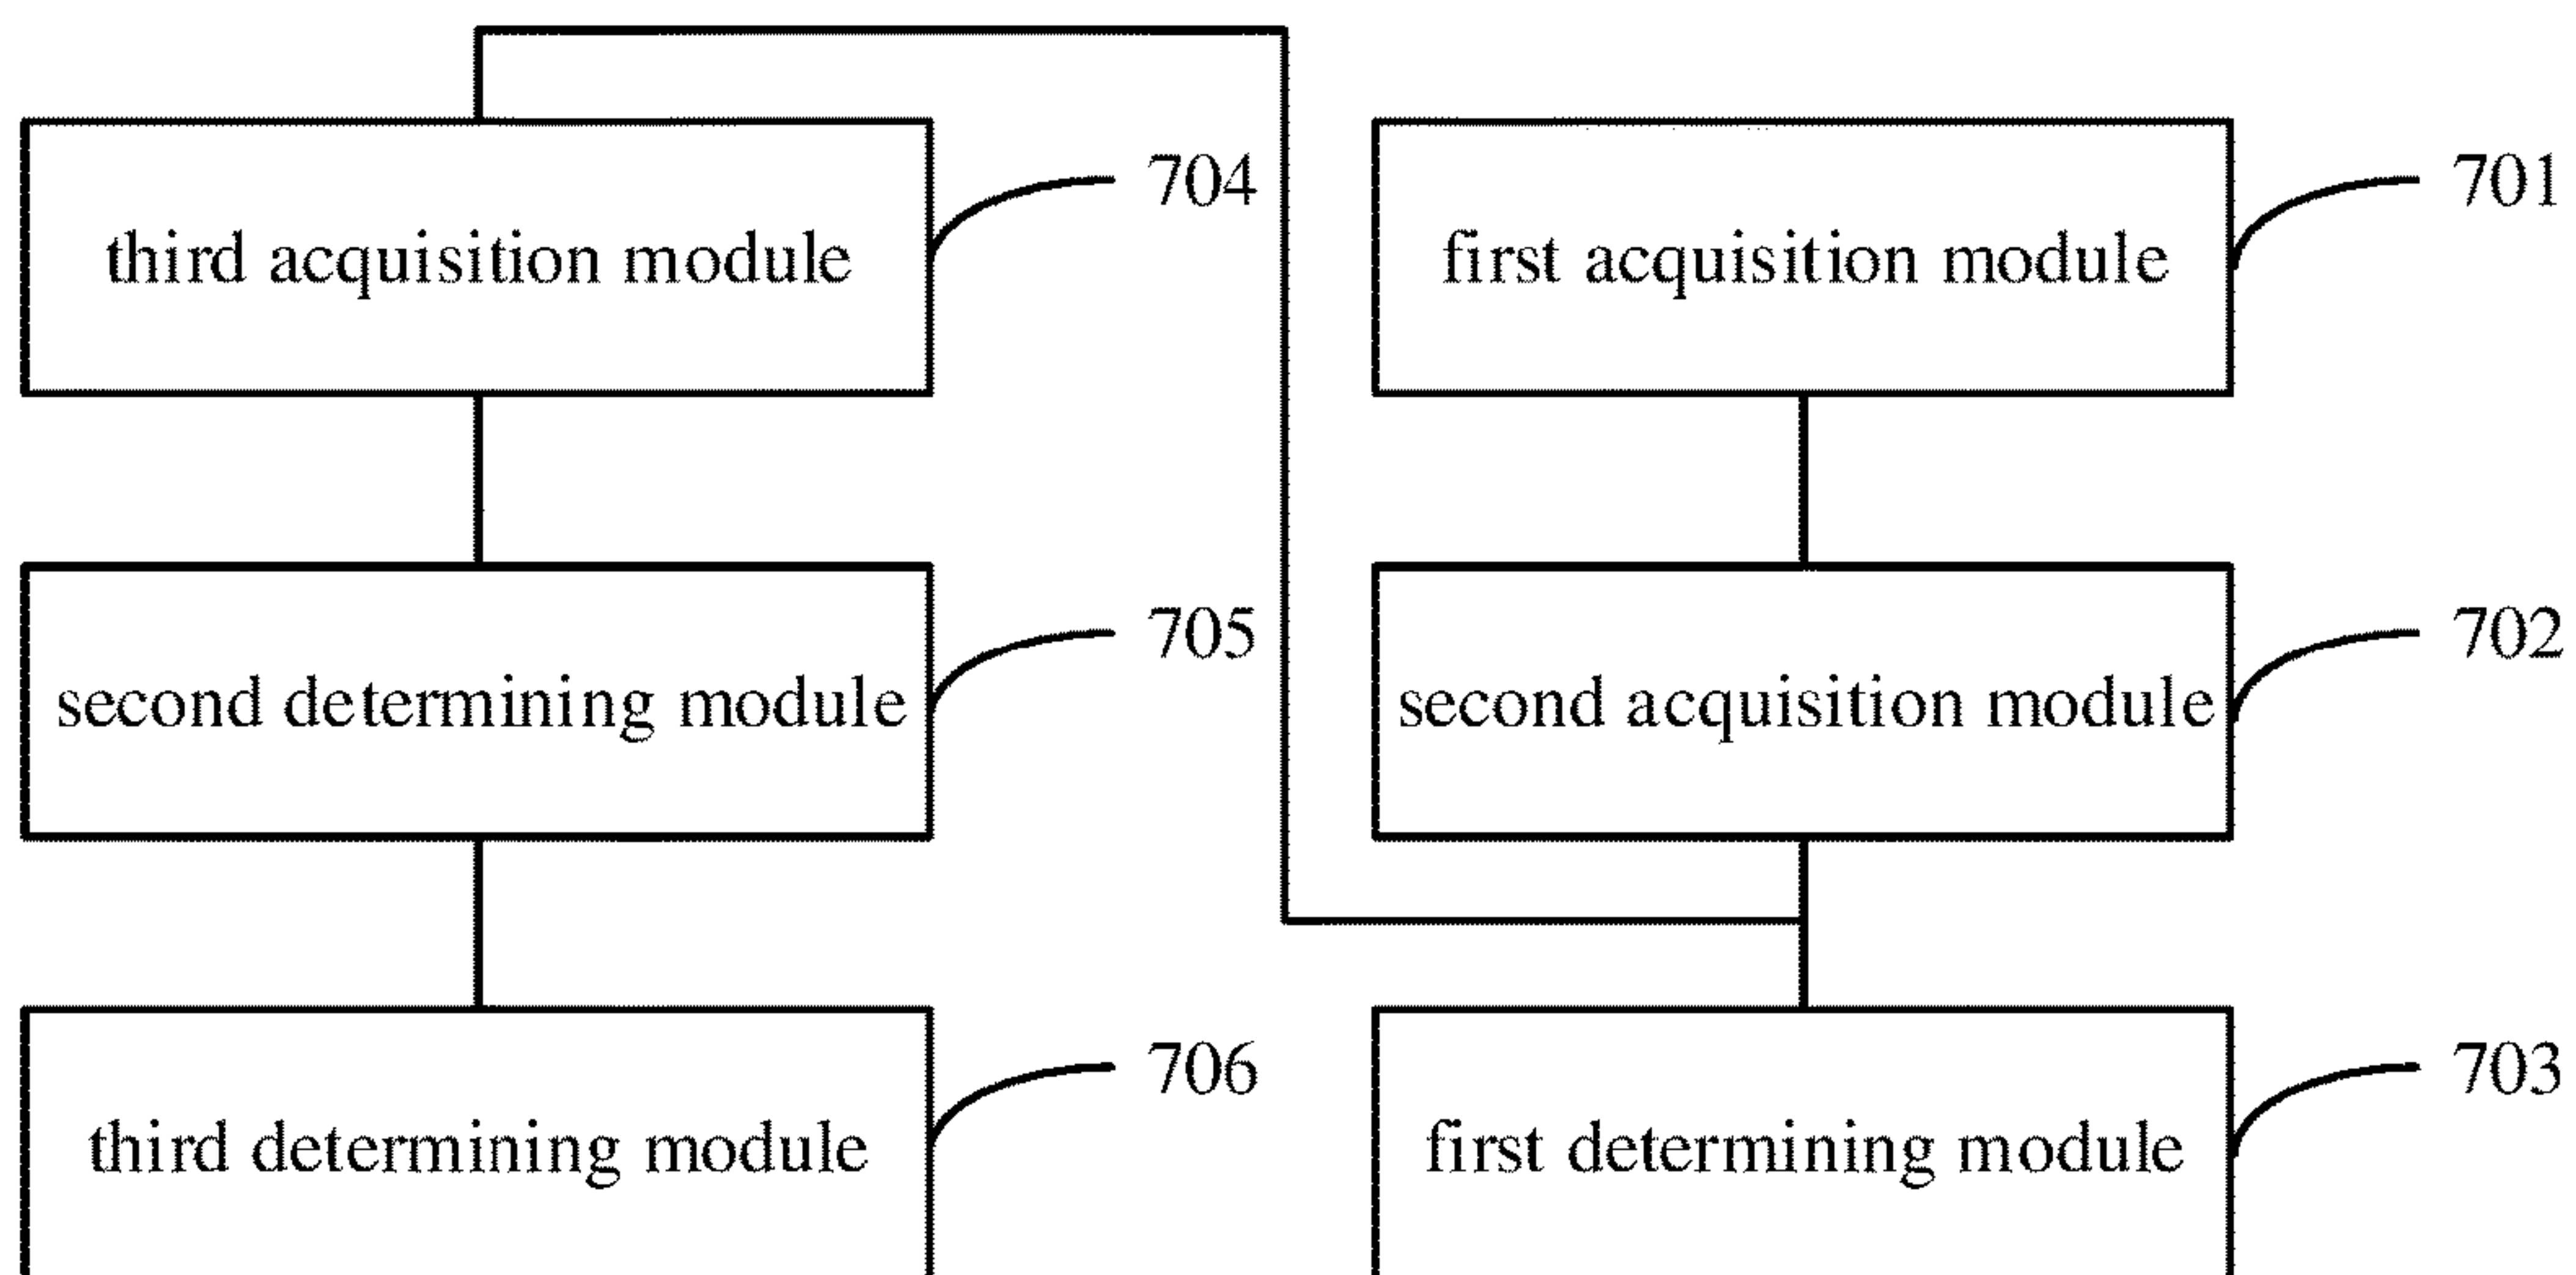 704
701
third acquisition module
first acquisition module
705
702
second determining module
second acquisition module
706
703
third determining module
first determining module